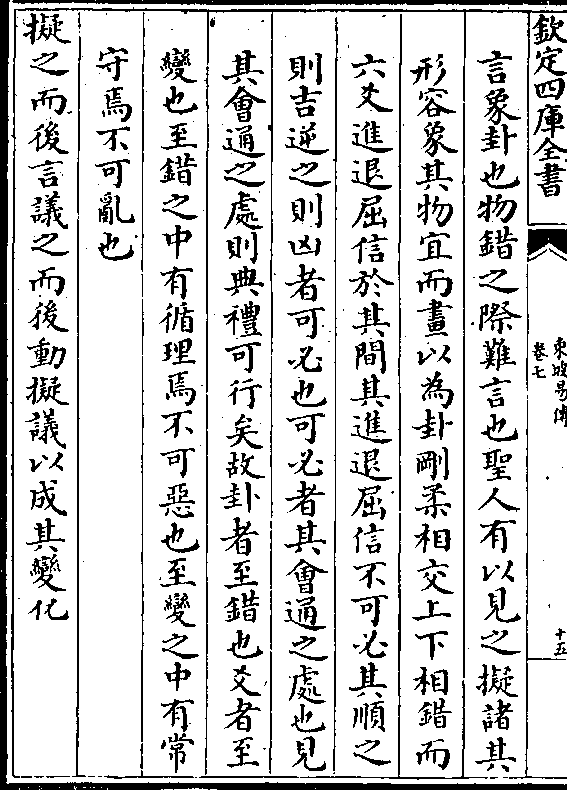 欽定四庫全書
東坡易傳
卷七
十五
言象卦也物錯之際難言也聖人有以見之擬諸其
形容象其物宜而畫以為卦剛柔相交上下相錯而
六爻進退屈信於其間其進退屈信不可必其順之
則吉逆之則凶者可必也可必者其會通之處也見
其會通之處則典禮可行矣故卦者至錯也爻者至
變也至錯之中有循理焉不可惡也至變之中有常
守焉不可亂也
擬之而後言議之而後動擬議以成其變化